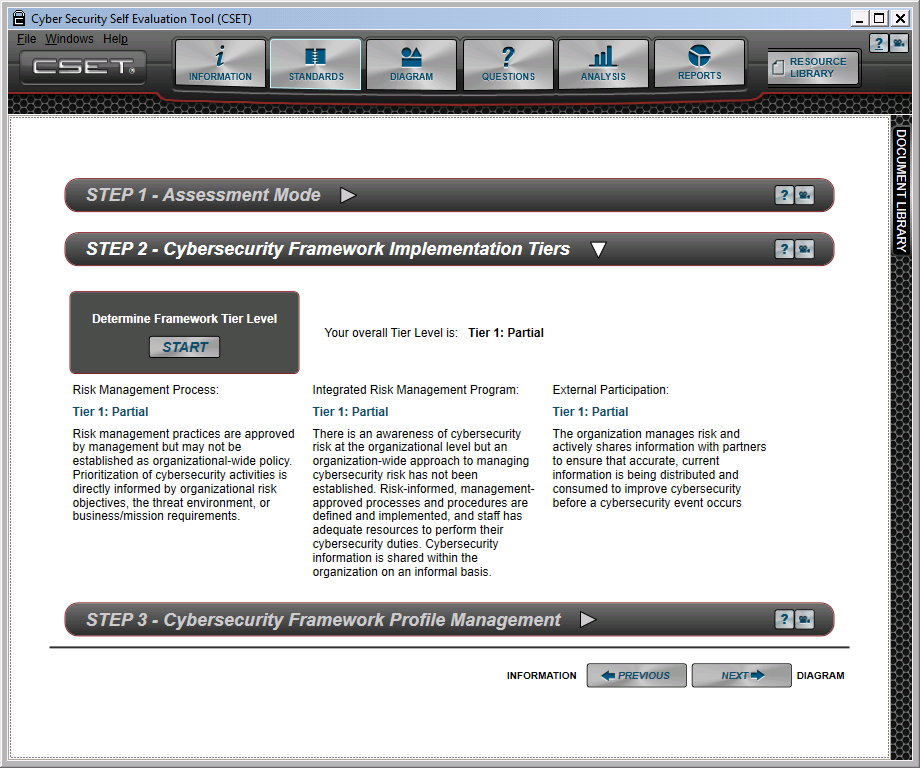 Cyber Security Self Evaluation Tool (CSET)
File Windows Help
CSET
INFORMATION
STANDARDS
DIAGRAM
QUESTIONS
ANALYSIS
REPORTS
RESOURCE
LIBRARY
DOCUMENT LIBRARY
STEP 1 - Assessment Mode
STEP 2 - Cybersecurity Framework Implementation Tiers
Determine Framework Tier Level
START
Your overall Tier Level is: Tier 1: Partial
Risk Management Process:
Tier 1: Partial
Risk management practices are approved
by management but may not be
established as organizational-wide policy.
Prioritization of cybersecurity activities is
directly informed by organizational risk
objectives, the threat environment, or
business/mission requirements.
Integrated Risk Management Program:
Tier 1: Partial
There is an awareness of cybersecurity
risk at the organizational level but an
organization-wide approach to managing
cybersecurity risk has not been
established. Risk-informed, management-
approved processes and procedures are
defined and implemented, and staff has
adequate resources to perform their
cybersecurity duties. Cybersecurity
information is shared within the
organization on an informal basis.
External Participation:
Tier 1: Partial
The organization manages risk and
actively shares information with partners
to ensure that accurate, current
information is being distributed and
consumed to improve cybersecurity
before a cybersecurity event occurs
STEP 3 - Cybersecurity Framework Profile Management
INFORMATION PREVIOUS NEXT DIAGRAM